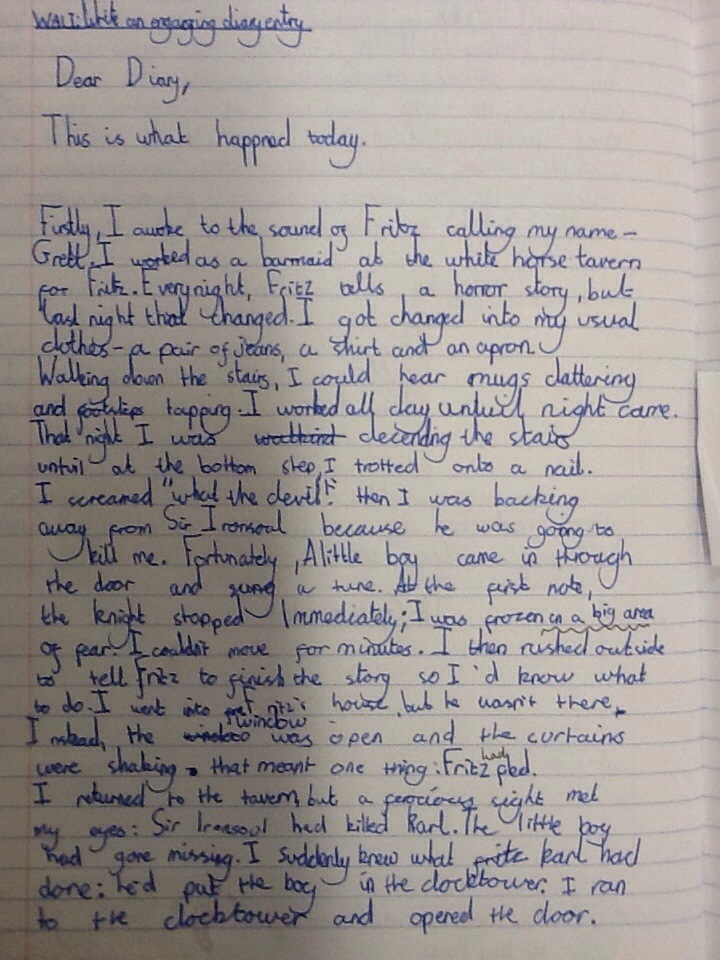 WALT: Write an engaging diary entry
Dear Diary,
This is what happned today.
Firstly, I awoke to the sound of Fritz calling my name –
Gretl. I worked as a barmaid at the white horse tavern
for Fritz. Every night, Fritz tells a horror story, but
last night that changed. I got changed into my usual
clothes – a pair of jeans, a shirt and an apron.
Walking down the stairs, I could hear mugs clattering
and footsteps tapping. I worked all day untuil night came.
That night I was decending the stairs
untuil at the bottom step, I trotted onto a nail.
I screamed "what the devil!" then I was backing
away from Sir Ironsoul because he was going to
kill me. Fortunately, A little boy came in through
the door and sung a tune. At the first note,
the knight stopped Immediately; I was frozen in a big area
of fear. I couldn't move for minutes. I then rushed outside
to tell fritz to finish the story so I'd know what
to do. I went into Fritz's house, but he wasn't there,
Instead, the window was open and the curtains
were shaking. that meant one thing: Fritz had fled.
I returned to the tavern, but a ferocious sight met
my eyes: Sir Ironsoul had killed Karl. The little boy
had gone missing. I suddenly knew what Karl had
done: he'd put the boy in the clocktower. I ran
to the clocktower and opened the door.